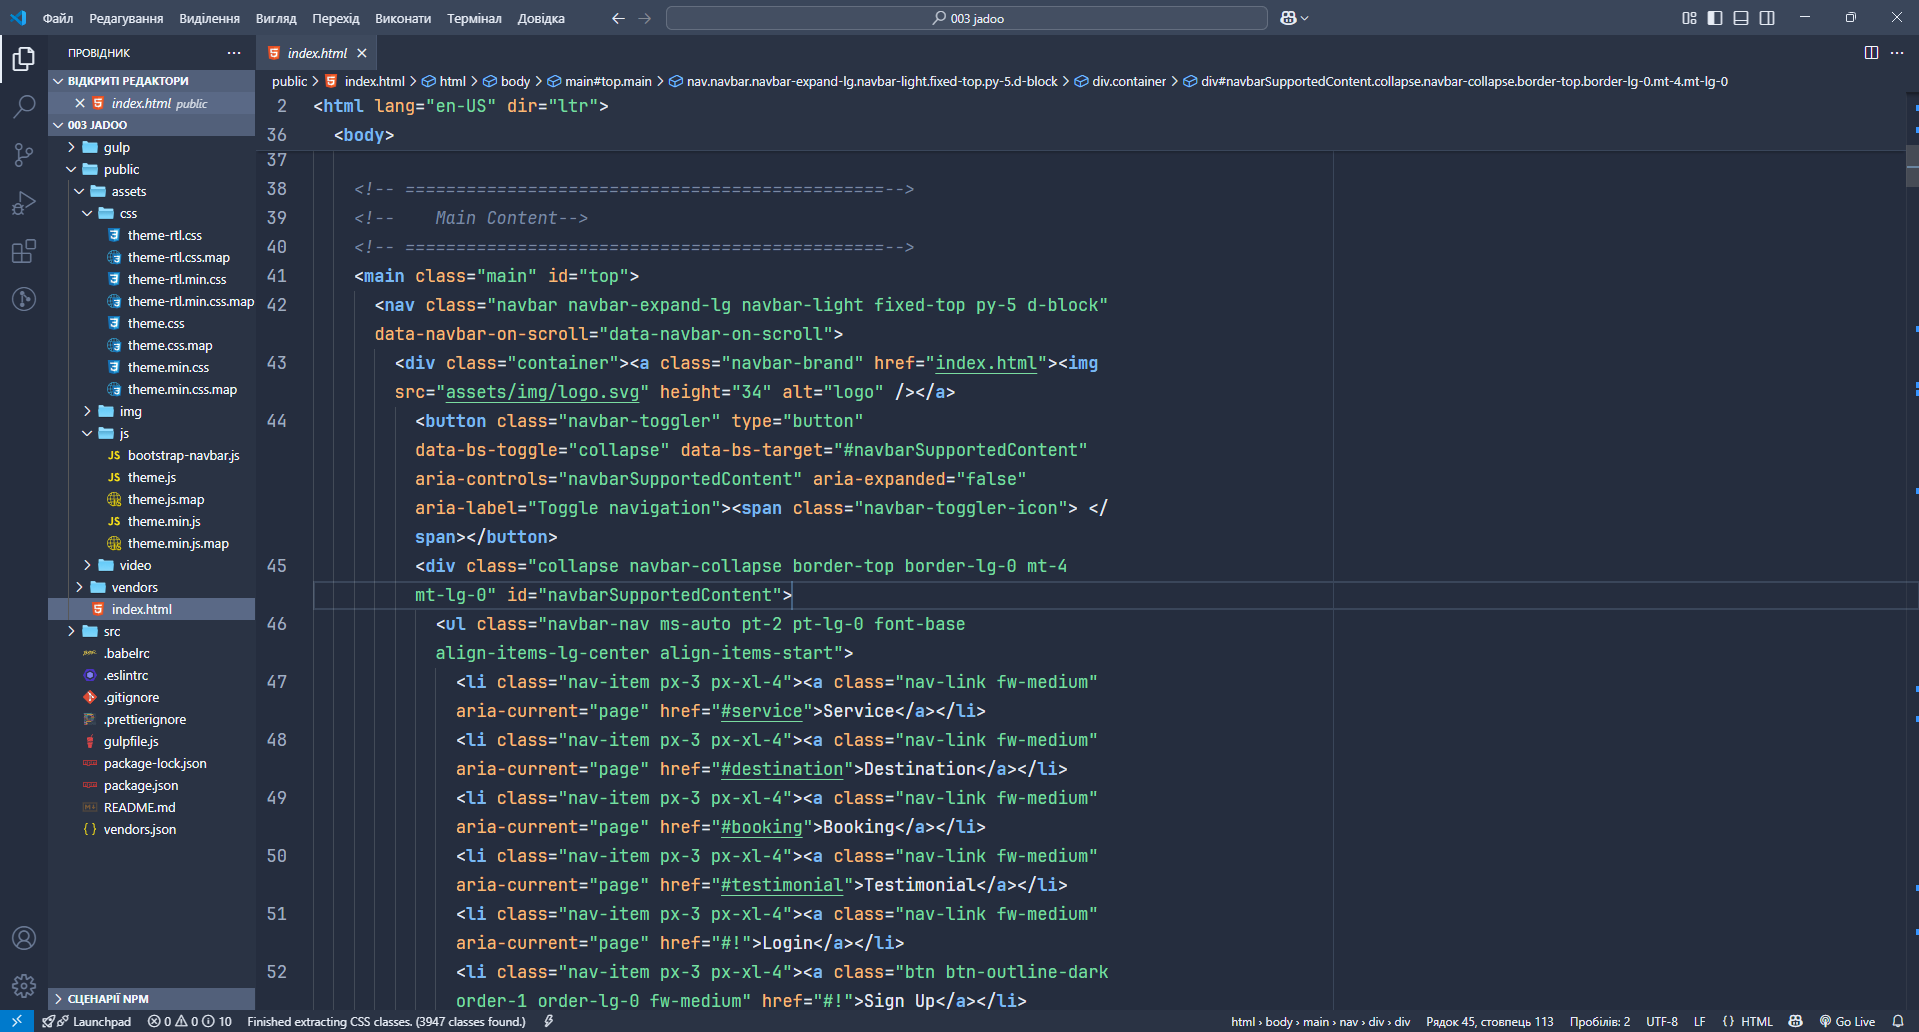 Файл Редагування Виділення Вигляд Перехід Виконати Термінал Довідка
003 jadoo
ПРОВІДНИК
ВІДКРИТІ РЕДАКТОРИ
index.html public
003 JADOO
gulp
public
assets
css
theme-rtl.css
theme-rtl.css.map
theme-rtl.min.css
theme-rtl.min.css.map
theme.css
theme.css.map
theme.min.css
theme.min.css.map
img
js
JS bootstrap-navbar.js
JS theme.js
theme.js.map
JS theme.min.js
theme.min.js.map
video
vendors
index.html
src
.babelrc
.eslintrc
.gitignore
.prettierignore
gulpfile.js
package-lock.json
package.json
README.md
{ } vendors.json
СЦЕНАРІЇ NPM
index.html
public > index.html > html > body > main#top.main > nav.navbar.navbar-expand-lg.navbar-light.fixed-top.py-5.d-block > div.container > div#navbarSupportedContent.collapse.navbar-collapse.border-top.border-lg-0.mt-4.mt-lg-0
2 <html lang="en-US" dir="ltr">
36 <body>
37
38 <!-- ===============================================-->
39 <!--    Main Content-->
40 <!-- ===============================================-->
41 <main class="main" id="top">
42 <nav class="navbar navbar-expand-lg navbar-light fixed-top py-5 d-block"
data-navbar-on-scroll="data-navbar-on-scroll">
43 <div class="container"><a class="navbar-brand" href="index.html"><img
src="assets/img/logo.svg" height="34" alt="logo" /></a>
44 <button class="navbar-toggler" type="button"
data-bs-toggle="collapse" data-bs-target="#navbarSupportedContent"
aria-controls="navbarSupportedContent" aria-expanded="false"
aria-label="Toggle navigation"><span class="navbar-toggler-icon"> </
span></button>
45 <div class="collapse navbar-collapse border-top border-lg-0 mt-4
mt-lg-0" id="navbarSupportedContent">
46 <ul class="navbar-nav ms-auto pt-2 pt-lg-0 font-base
align-items-lg-center align-items-start">
47 <li class="nav-item px-3 px-xl-4"><a class="nav-link fw-medium"
aria-current="page" href="#service">Service</a></li>
48 <li class="nav-item px-3 px-xl-4"><a class="nav-link fw-medium"
aria-current="page" href="#destination">Destination</a></li>
49 <li class="nav-item px-3 px-xl-4"><a class="nav-link fw-medium"
aria-current="page" href="#booking">Booking</a></li>
50 <li class="nav-item px-3 px-xl-4"><a class="nav-link fw-medium"
aria-current="page" href="#testimonial">Testimonial</a></li>
51 <li class="nav-item px-3 px-xl-4"><a class="nav-link fw-medium"
aria-current="page" href="#!">Login</a></li>
52 <li class="nav-item px-3 px-xl-4"><a class="btn btn-outline-dark
order-1 order-lg-0 fw-medium" href="#!">Sign Up</a></li>
Launchpad 0 0 10 Finished extracting CSS classes. (3947 classes found.) html › body › main › nav › div › div Рядок 45, стовпець 113 Пробілів: 2 UTF-8 LF { } HTML Go Live